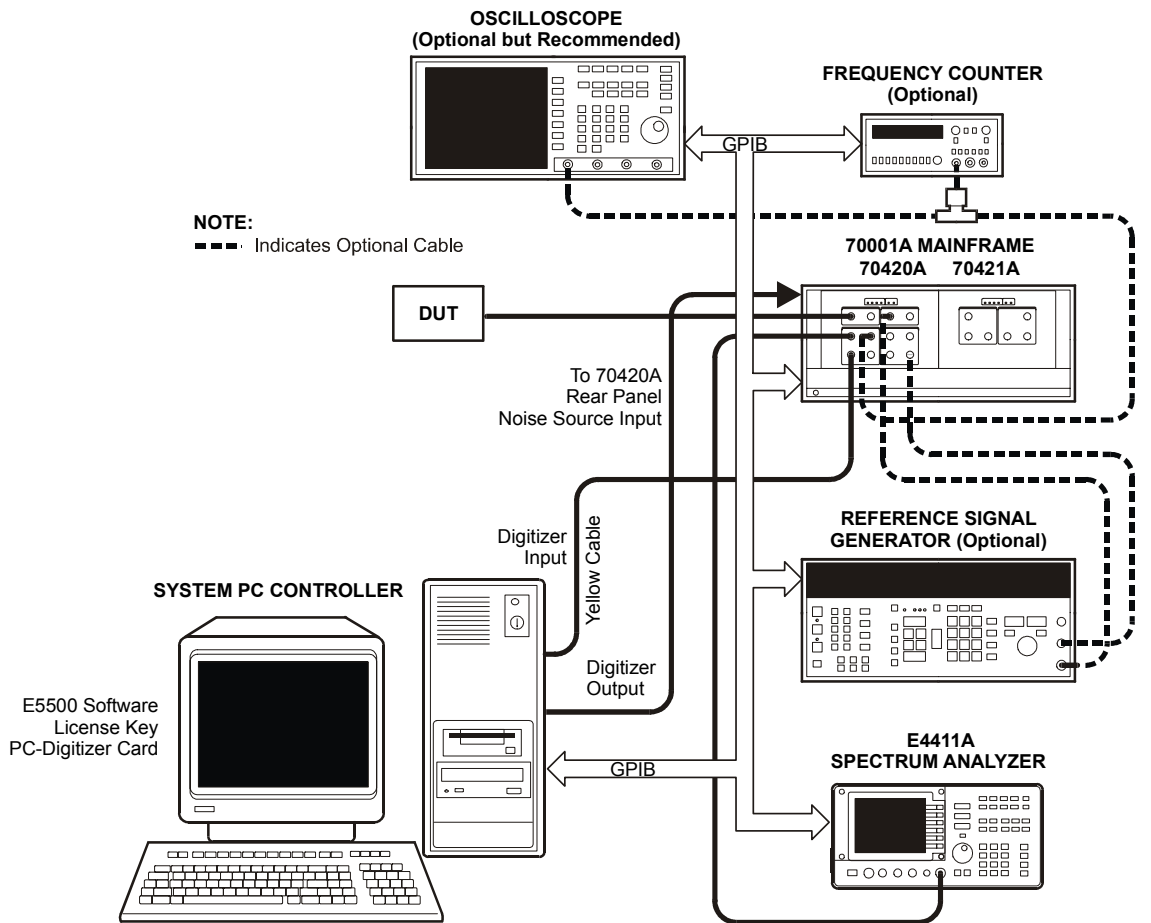 OSCILLOSCOPE
(Optional but Recommended)
FREQUENCY COUNTER
(Optional)
GPIB
NOTE:
Indicates Optional Cable
70001A MAINFRAME
70420A 70421A
DUT
To 70420A
Rear Panel
Noise Source Input
Digitizer
Input
Yellow Cable
REFERENCE SIGNAL
GENERATOR (Optional)
SYSTEM PC CONTROLLER
Digitizer
Output
E5500 Software
License Key
PC-Digitizer Card
GPIB
E4411A
SPECTRUM ANALYZER